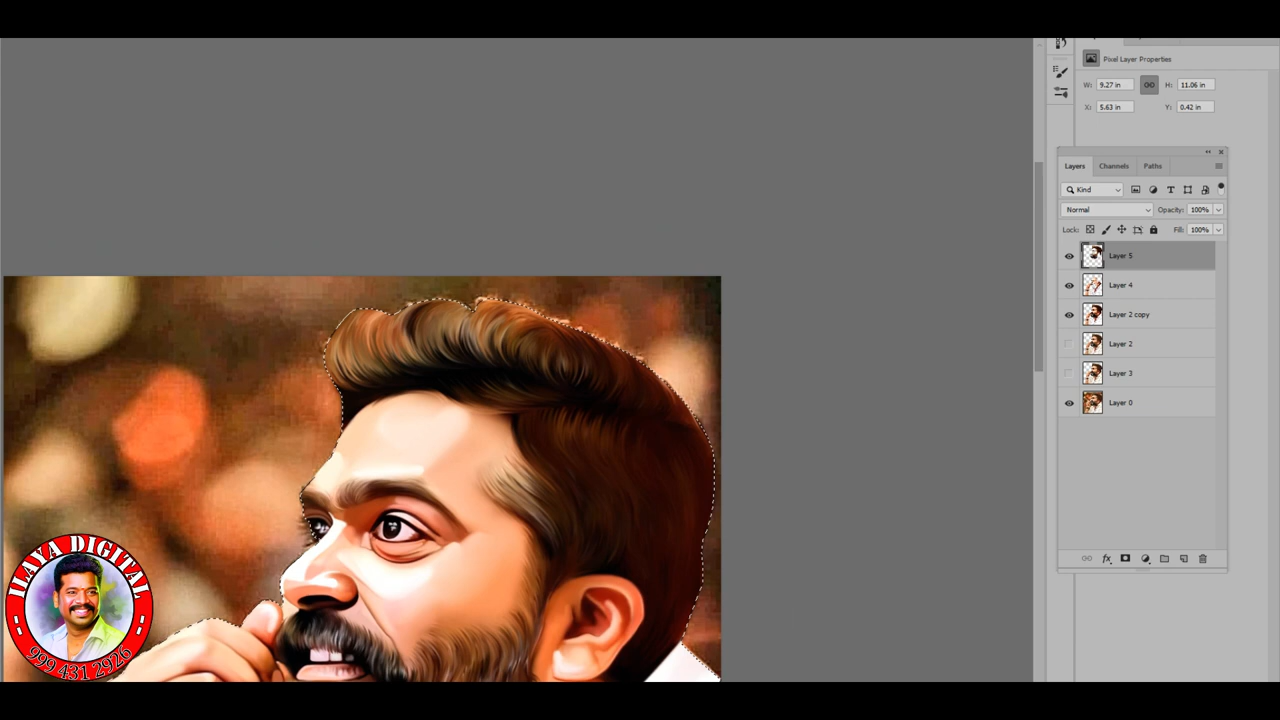 Pixel Layer Properties
W: 9.27 in H: 11.06 in
X: 5.63 in Y: 0.42 in
Layers Channels Paths
Kind
Normal Opacity: 100%
Lock: Fill: 100%
Layer 5
Layer 4
Layer 2 copy
Layer 2
Layer 3
Layer 0
fx
ILAYA DIGITAL
999 431 2926